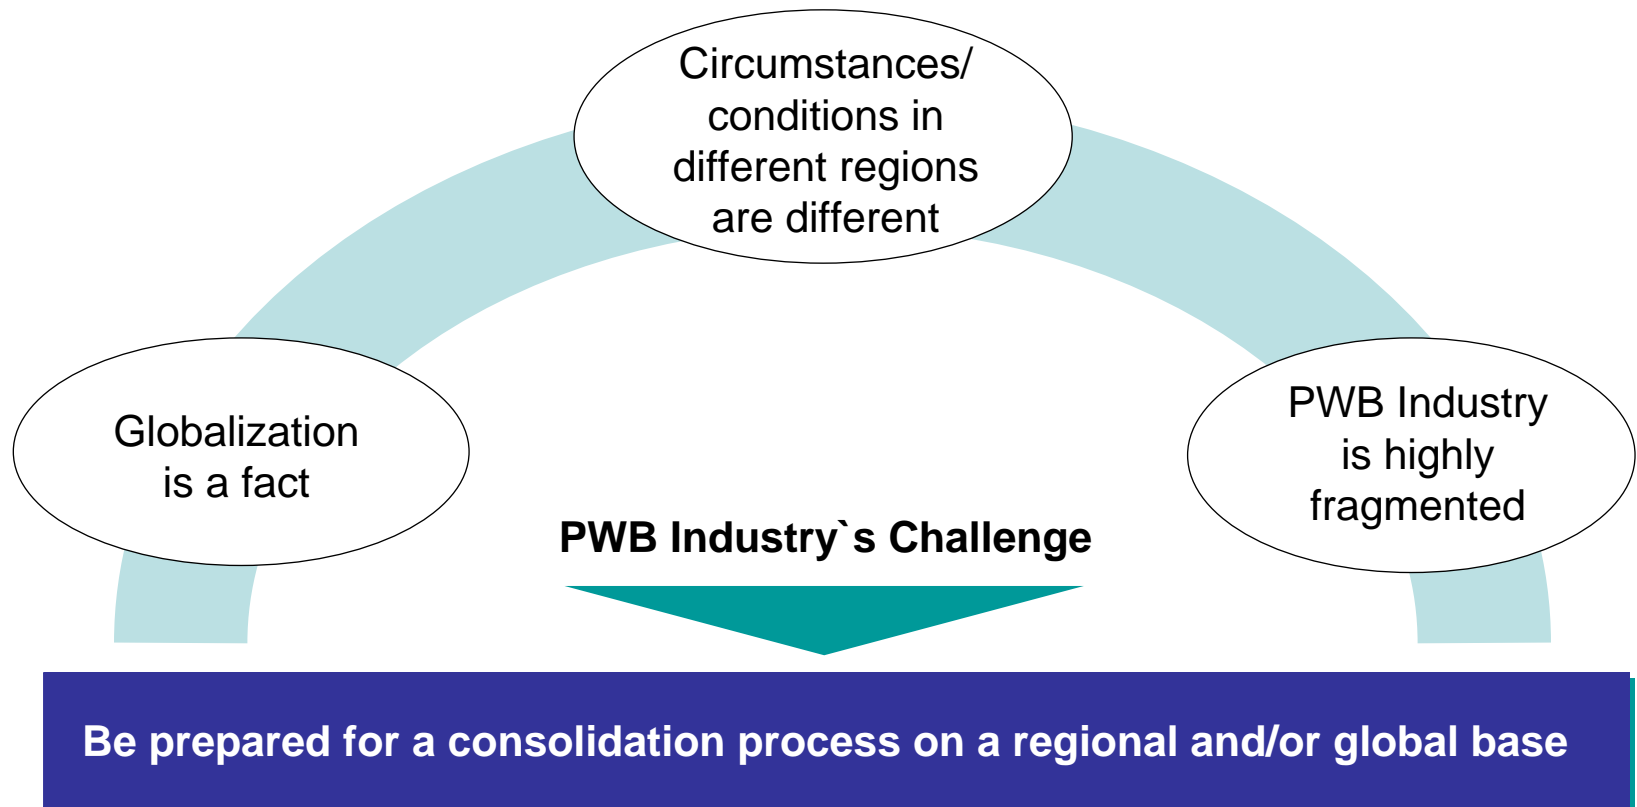 Circumstances/
conditions in
different regions
are different
Globalization
is a fact
PWB Industry
is highly
fragmented
PWB Industry`s Challenge
Be prepared for a consolidation process on a regional and/or global base